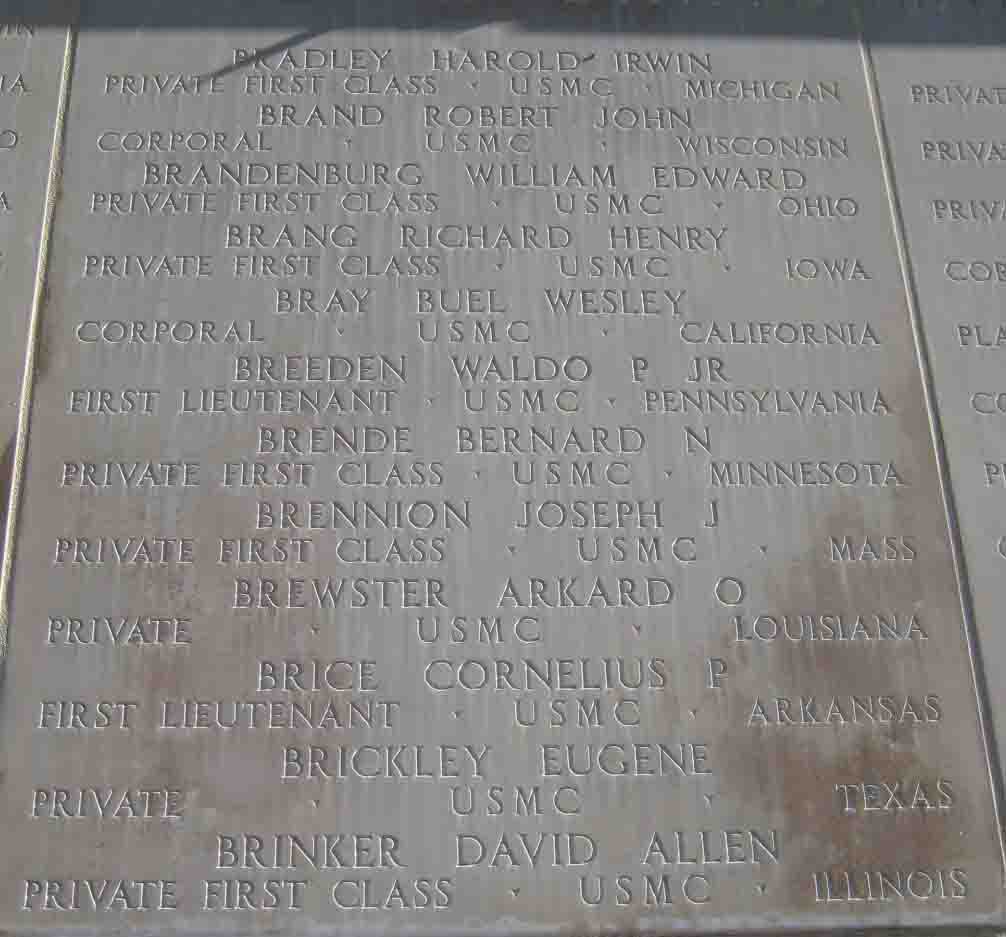 BRADLEY HAROLD IRWIN
PRIVATE FIRST CLASS · USMC · MICHIGAN
BRAND ROBERT JOHN
CORPORAL · USMC · WISCONSIN
BRANDENBURG WILLIAM EDWARD
PRIVATE FIRST CLASS · USMC · OHIO
BRANG RICHARD HENRY
PRIVATE FIRST CLASS · USMC · IOWA
BRAY BUEL WESLEY
CORPORAL · USMC · CALIFORNIA
BREEDEN WALDO P JR
FIRST LIEUTENANT · USMC · PENNSYLVANIA
BRENDE BERNARD N
PRIVATE FIRST CLASS · USMC · MINNESOTA
BRENNION JOSEPH J
PRIVATE FIRST CLASS · USMC · MASS
BREWSTER ARKARD O
PRIVATE · USMC · LOUISIANA
BRICE CORNELIUS P
FIRST LIEUTENANT · USMC · ARKANSAS
BRICKLEY EUGENE
PRIVATE · USMC · TEXAS
BRINKER DAVID ALLEN
PRIVATE FIRST CLASS · USMC · ILLINOIS